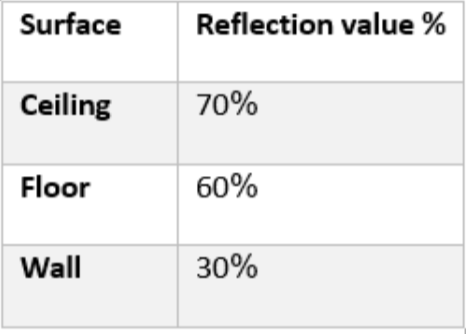 Surface Reflection value %
Ceiling 70%
Floor 60%
Wall 30%